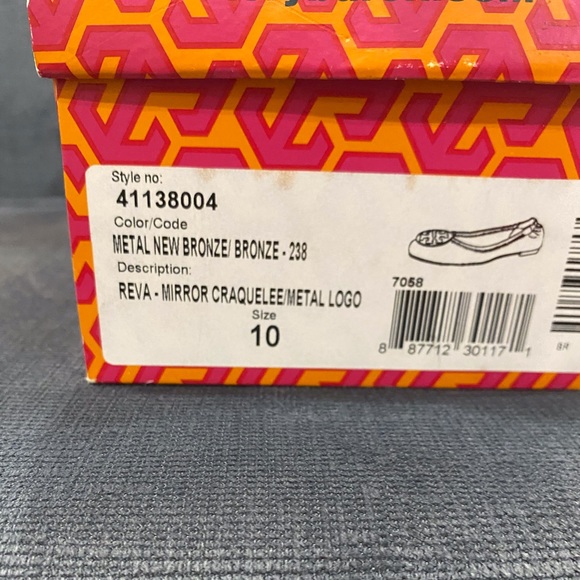 Style no:
41138004
Color/Code
METAL NEW BRONZE/ BRONZE - 238
Description:
REVA - MIRROR CRAQUELEE/METAL LOGO
Size
10
7058
8 87712 30117 1
BR